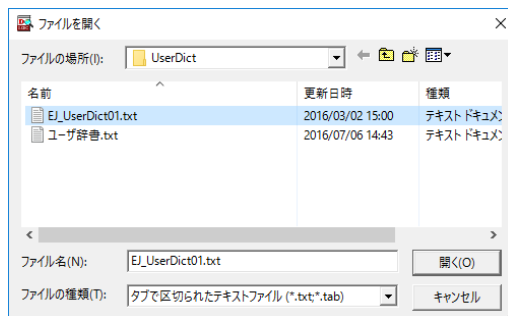 ファイルを開く
ファイルの場所(I): UserDict
名前 更新日時 種類
EJ_UserDict01.txt 2016/03/02 15:00 テキスト ドキュメン
ユーザ辞書.txt 2016/07/06 14:43 テキスト ドキュメン
ファイル名(N): EJ_UserDict01.txt 開く(O)
ファイルの種類(T): タブで区切られたテキストファイル (*.txt;*.tab) キャンセル